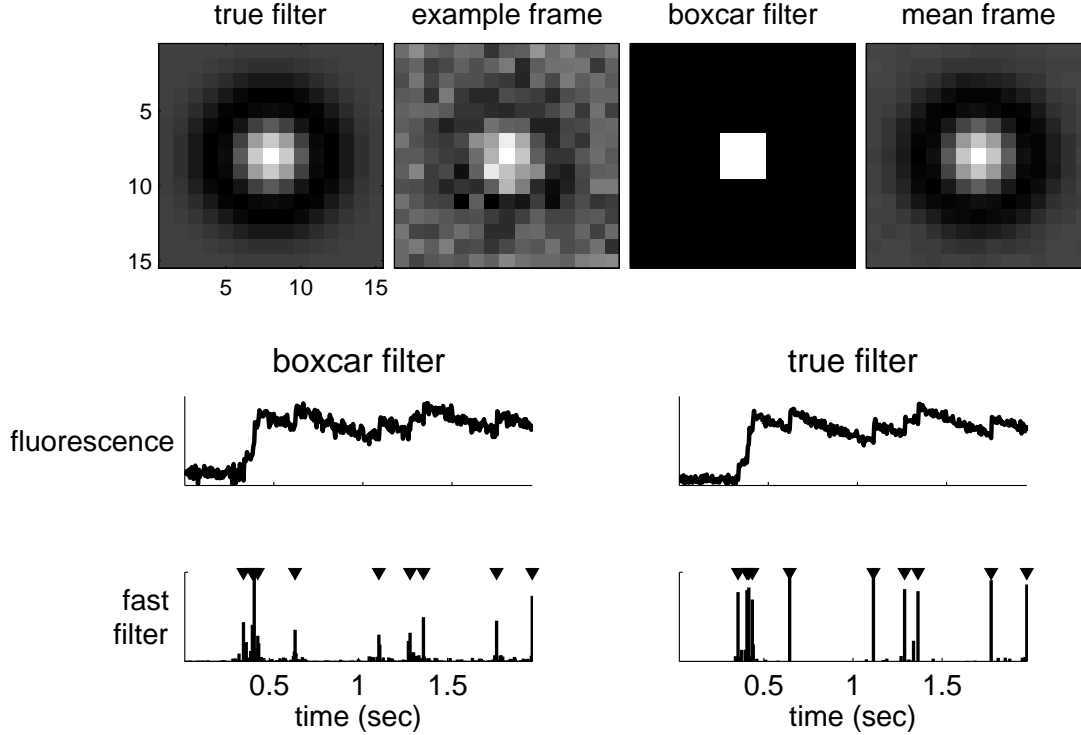 true filter
example frame
boxcar filter
mean frame
5
10
15
5
10
15
boxcar filter
true filter
fluorescence
fast
filter
0.5
1
1.5
0.5
1
1.5
time (sec)
time (sec)